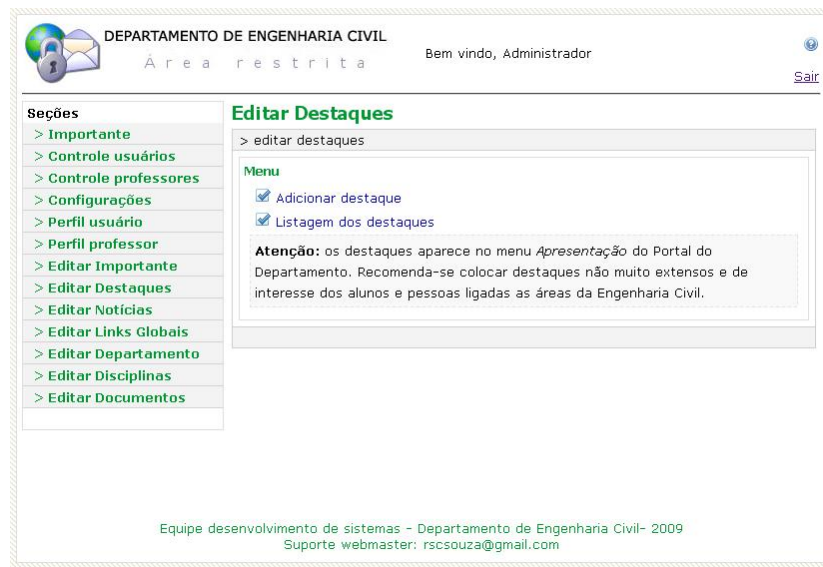 DEPARTAMENTO DE ENGENHARIA CIVIL
Área restrita
Bem vindo, Administrador
Sair
Seções
> Importante
> Controle usuários
> Controle professores
> Configurações
> Perfil usuário
> Perfil professor
> Editar Importante
> Editar Destaques
> Editar Notícias
> Editar Links Globais
> Editar Departamento
> Editar Disciplinas
> Editar Documentos
Editar Destaques
> editar destaques
Menu
Adicionar destaque
Listagem dos destaques
Atenção: os destaques aparece no menu Apresentação do Portal do
Departamento. Recomenda-se colocar destaques não muito extensos e de
interesse dos alunos e pessoas ligadas as áreas da Engenharia Civil.
Equipe desenvolvimento de sistemas - Departamento de Engenharia Civil- 2009
Suporte webmaster: rscsouza@gmail.com